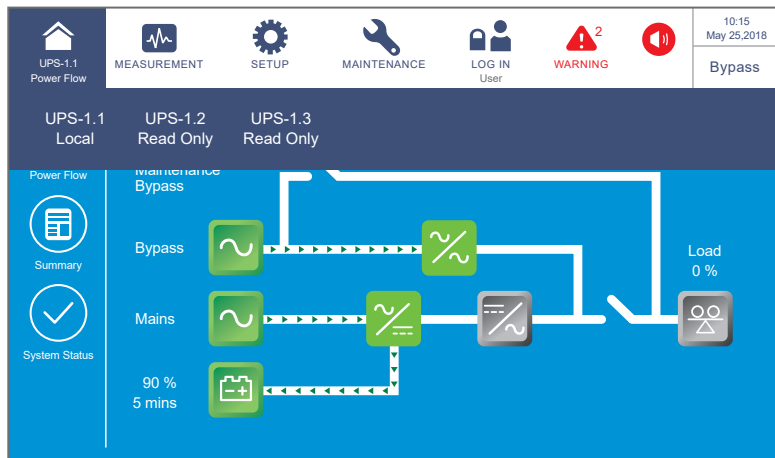 UPS-1.1
Power Flow
MEASUREMENT
SETUP
MAINTENANCE
LOG IN
User
2
WARNING
10:15
May 25,2018
Bypass
UPS-1.1
Local
UPS-1.2
Read Only
UPS-1.3
Read Only
Power Flow
Maintenance
Bypass
Bypass
Load
0 %
Summary
Mains
System Status
90 %
5 mins